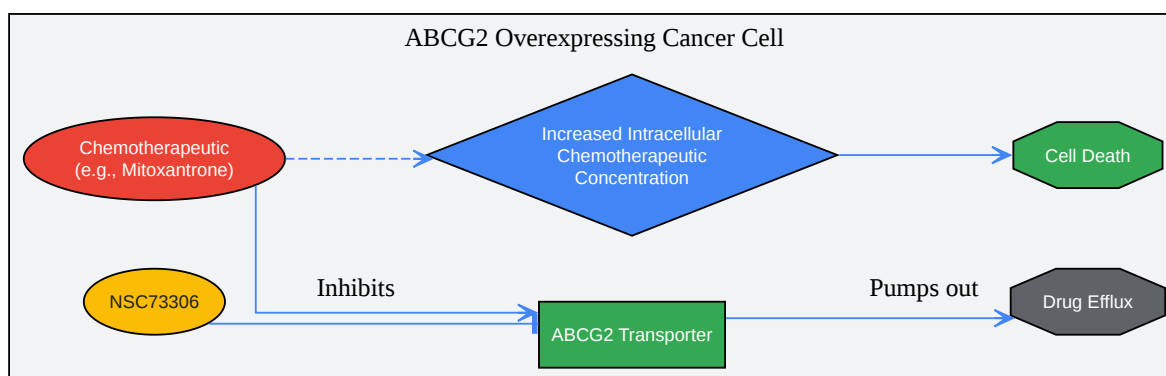 ABCG2 Overexpressing Cancer Cell
Chemotherapeutic
(e.g., Mitoxantrone)
Increased Intracellular
Chemotherapeutic
Concentration
Cell Death
NSC73306
Inhibits
ABCG2 Transporter
Pumps out
Drug Efflux